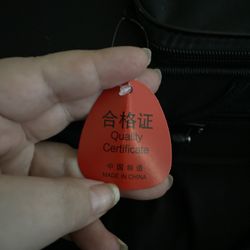 合格证
Quality
Certificate
中国制造
MADE IN CHINA